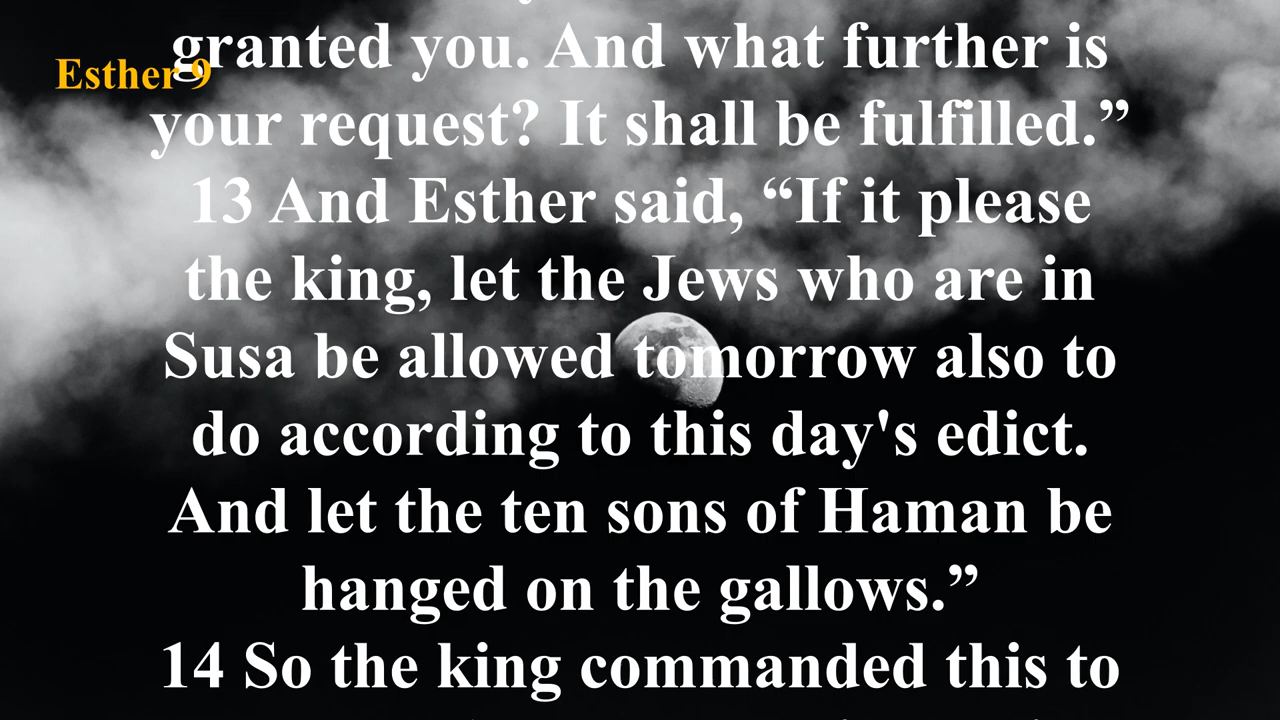 granted you. And what further is
Esther 9
your request? It shall be fulfilled.”
13 And Esther said, “If it please
the king, let the Jews who are in
Susa be allowed tomorrow also to
do according to this day's edict.
And let the ten sons of Haman be
hanged on the gallows.”
14 So the king commanded this to